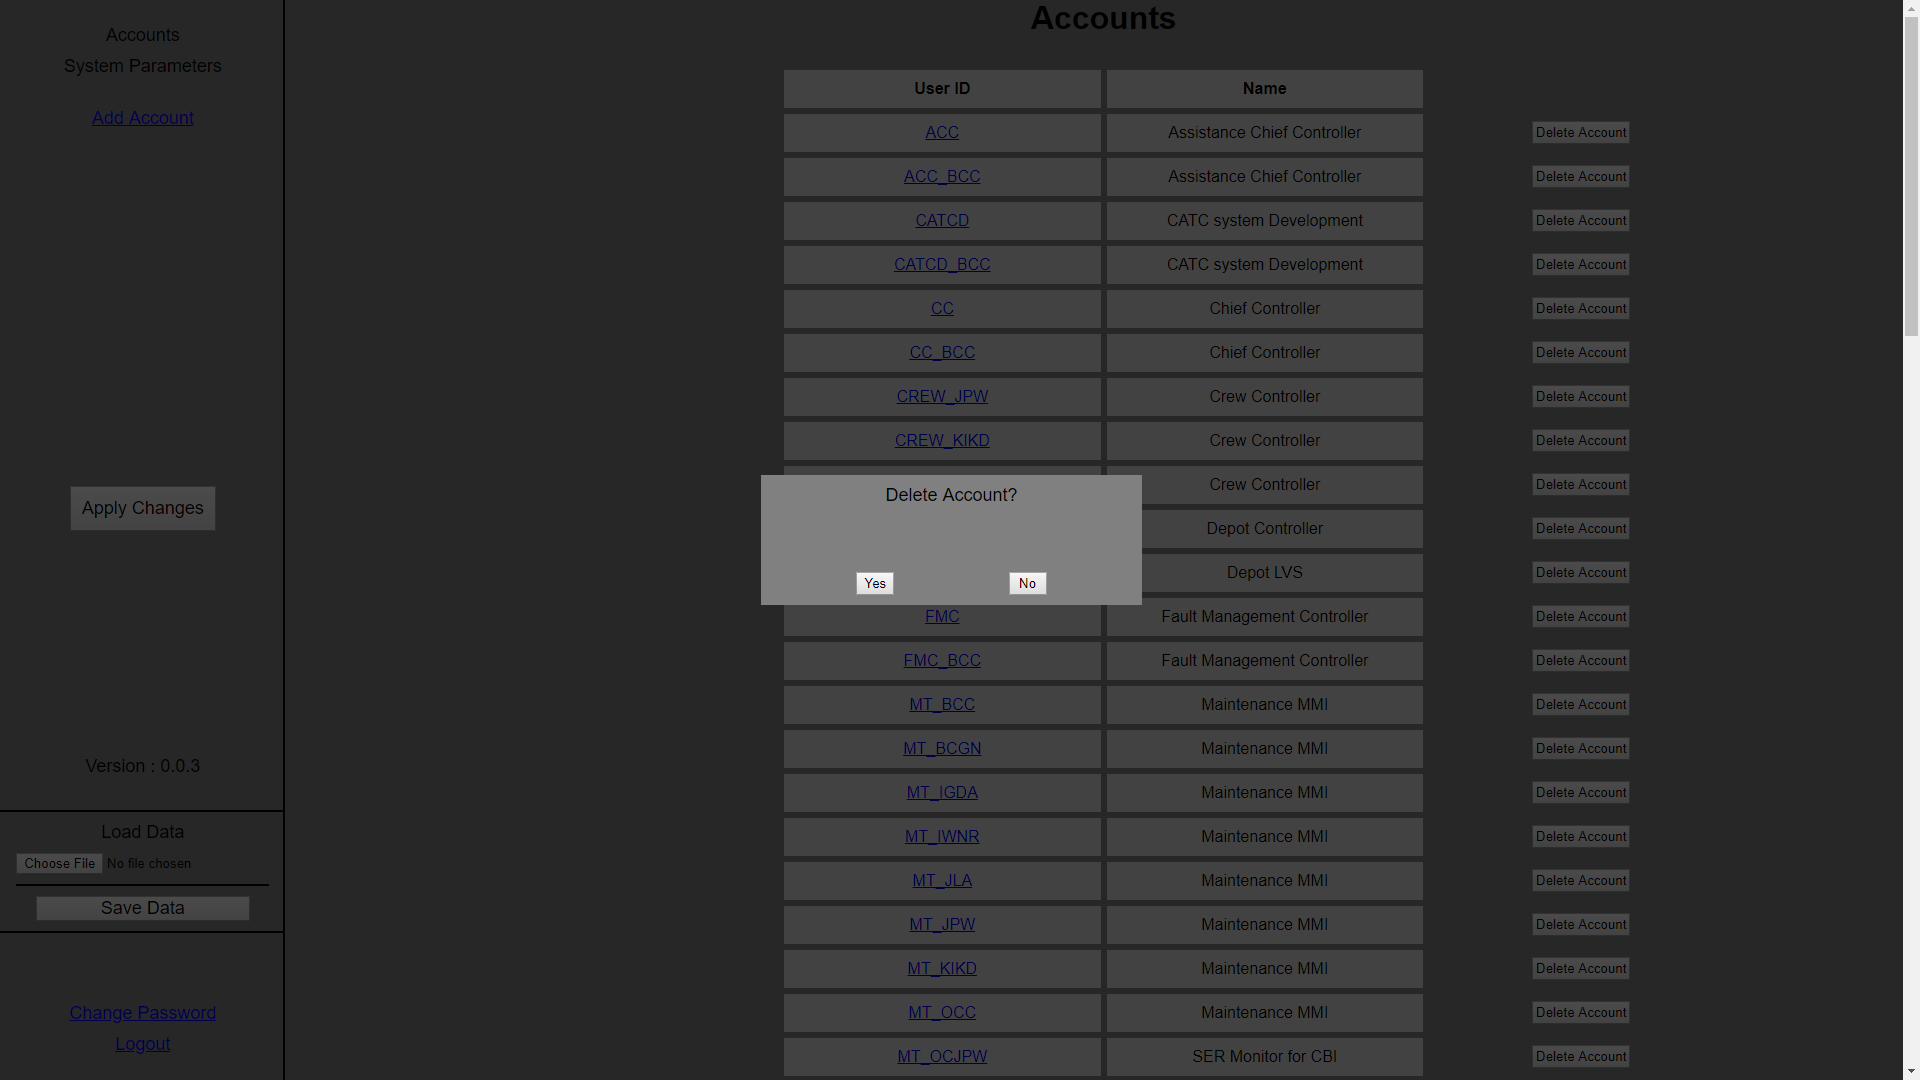 Accounts
System Parameters
Add Account
Apply Changes
Version : 0.0.3
Load Data
Choose File No file chosen
Save Data
Change Password
Logout
Accounts
User ID Name
ACC Assistance Chief Controller Delete Account
ACC_BCC Assistance Chief Controller Delete Account
CATCD CATC system Development Delete Account
CATCD_BCC CATC system Development Delete Account
CC Chief Controller Delete Account
CC_BCC Chief Controller Delete Account
CREW_JPW Crew Controller Delete Account
CREW_KIKD Crew Controller Delete Account
Crew Controller Delete Account
Depot Controller Delete Account
Depot LVS Delete Account
Delete Account?
Yes No
FMC Fault Management Controller Delete Account
FMC_BCC Fault Management Controller Delete Account
MT_BCC Maintenance MMI Delete Account
MT_BCGN Maintenance MMI Delete Account
MT_IGDA Maintenance MMI Delete Account
MT_IWNR Maintenance MMI Delete Account
MT_JLA Maintenance MMI Delete Account
MT_JPW Maintenance MMI Delete Account
MT_KIKD Maintenance MMI Delete Account
MT_OCC Maintenance MMI Delete Account
MT_OCJPW SER Monitor for CBI Delete Account